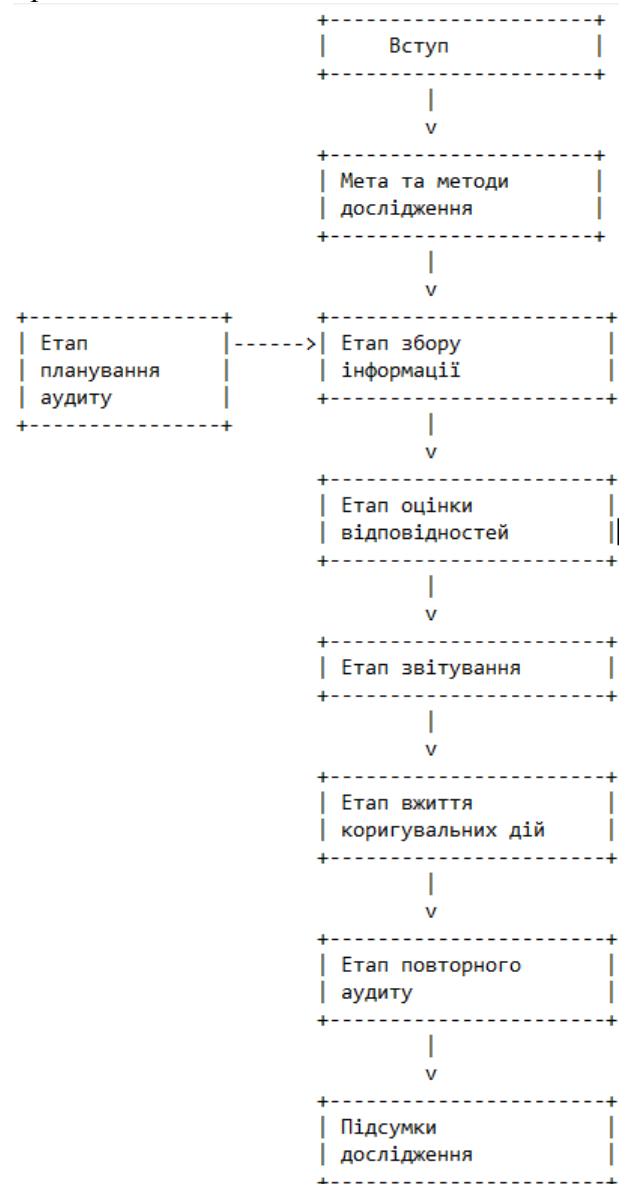 Вступ
Мета та методи
дослідження
Етап
планування
аудиту
Етап збору
інформації
Етап оцінки
відповідностей
Етап звітування
Етап вжиття
коригувальних дій
Етап повторного
аудиту
Підсумки
дослідження